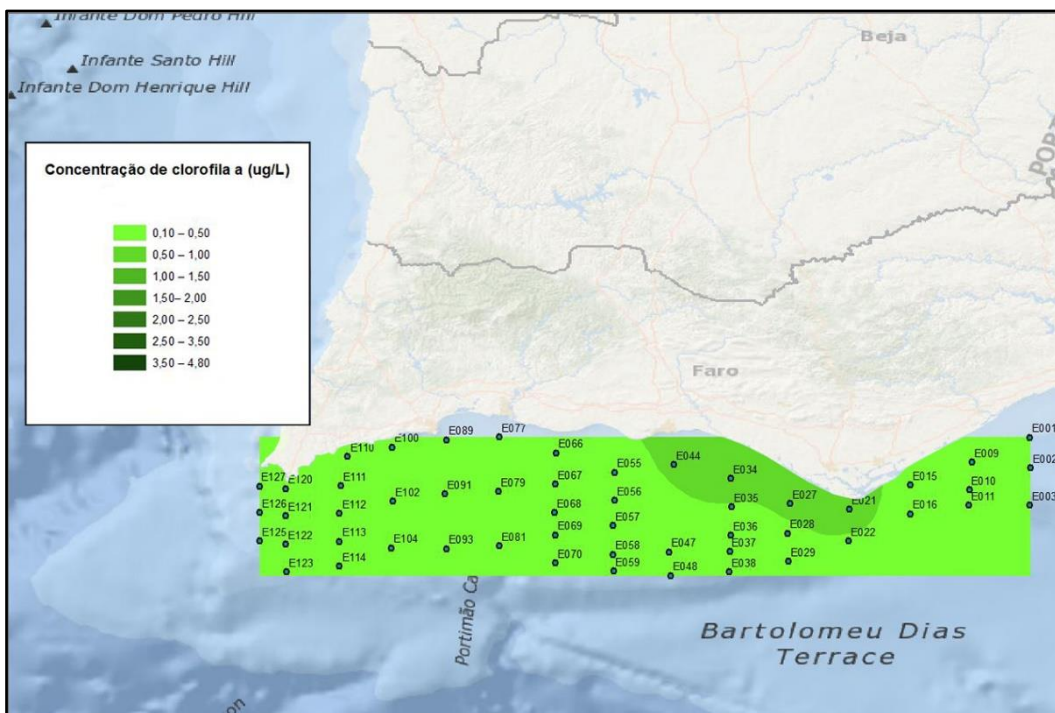 Infante Dom Pedro Hill
Infante Santo Hill
Infante Dom Henrique Hill
Beja
Concentração de clorofila a (ug/L)
0,10 – 0,50
0,50 – 1,00
1,00 – 1,50
1,50– 2,00
2,00 – 2,50
2,50 – 3,50
3,50 – 4,80
Faro
E001
E077
E089
E100
E110
E066
E009
E044
E002
E055
E034
E127
E120
E111
E067
E015
E010
E091
E079
E102
E056
E011
E003
E027
E035
E021
E126
E121
E112
E068
E016
E057
E125
E122
E113
E069
E036
E028
E022
E104
E093
E081
E058
E047
E037
E123
E114
E070
E059
E048
E038
E029
Portimão Ca
Bartolomeu Dias
Terrace